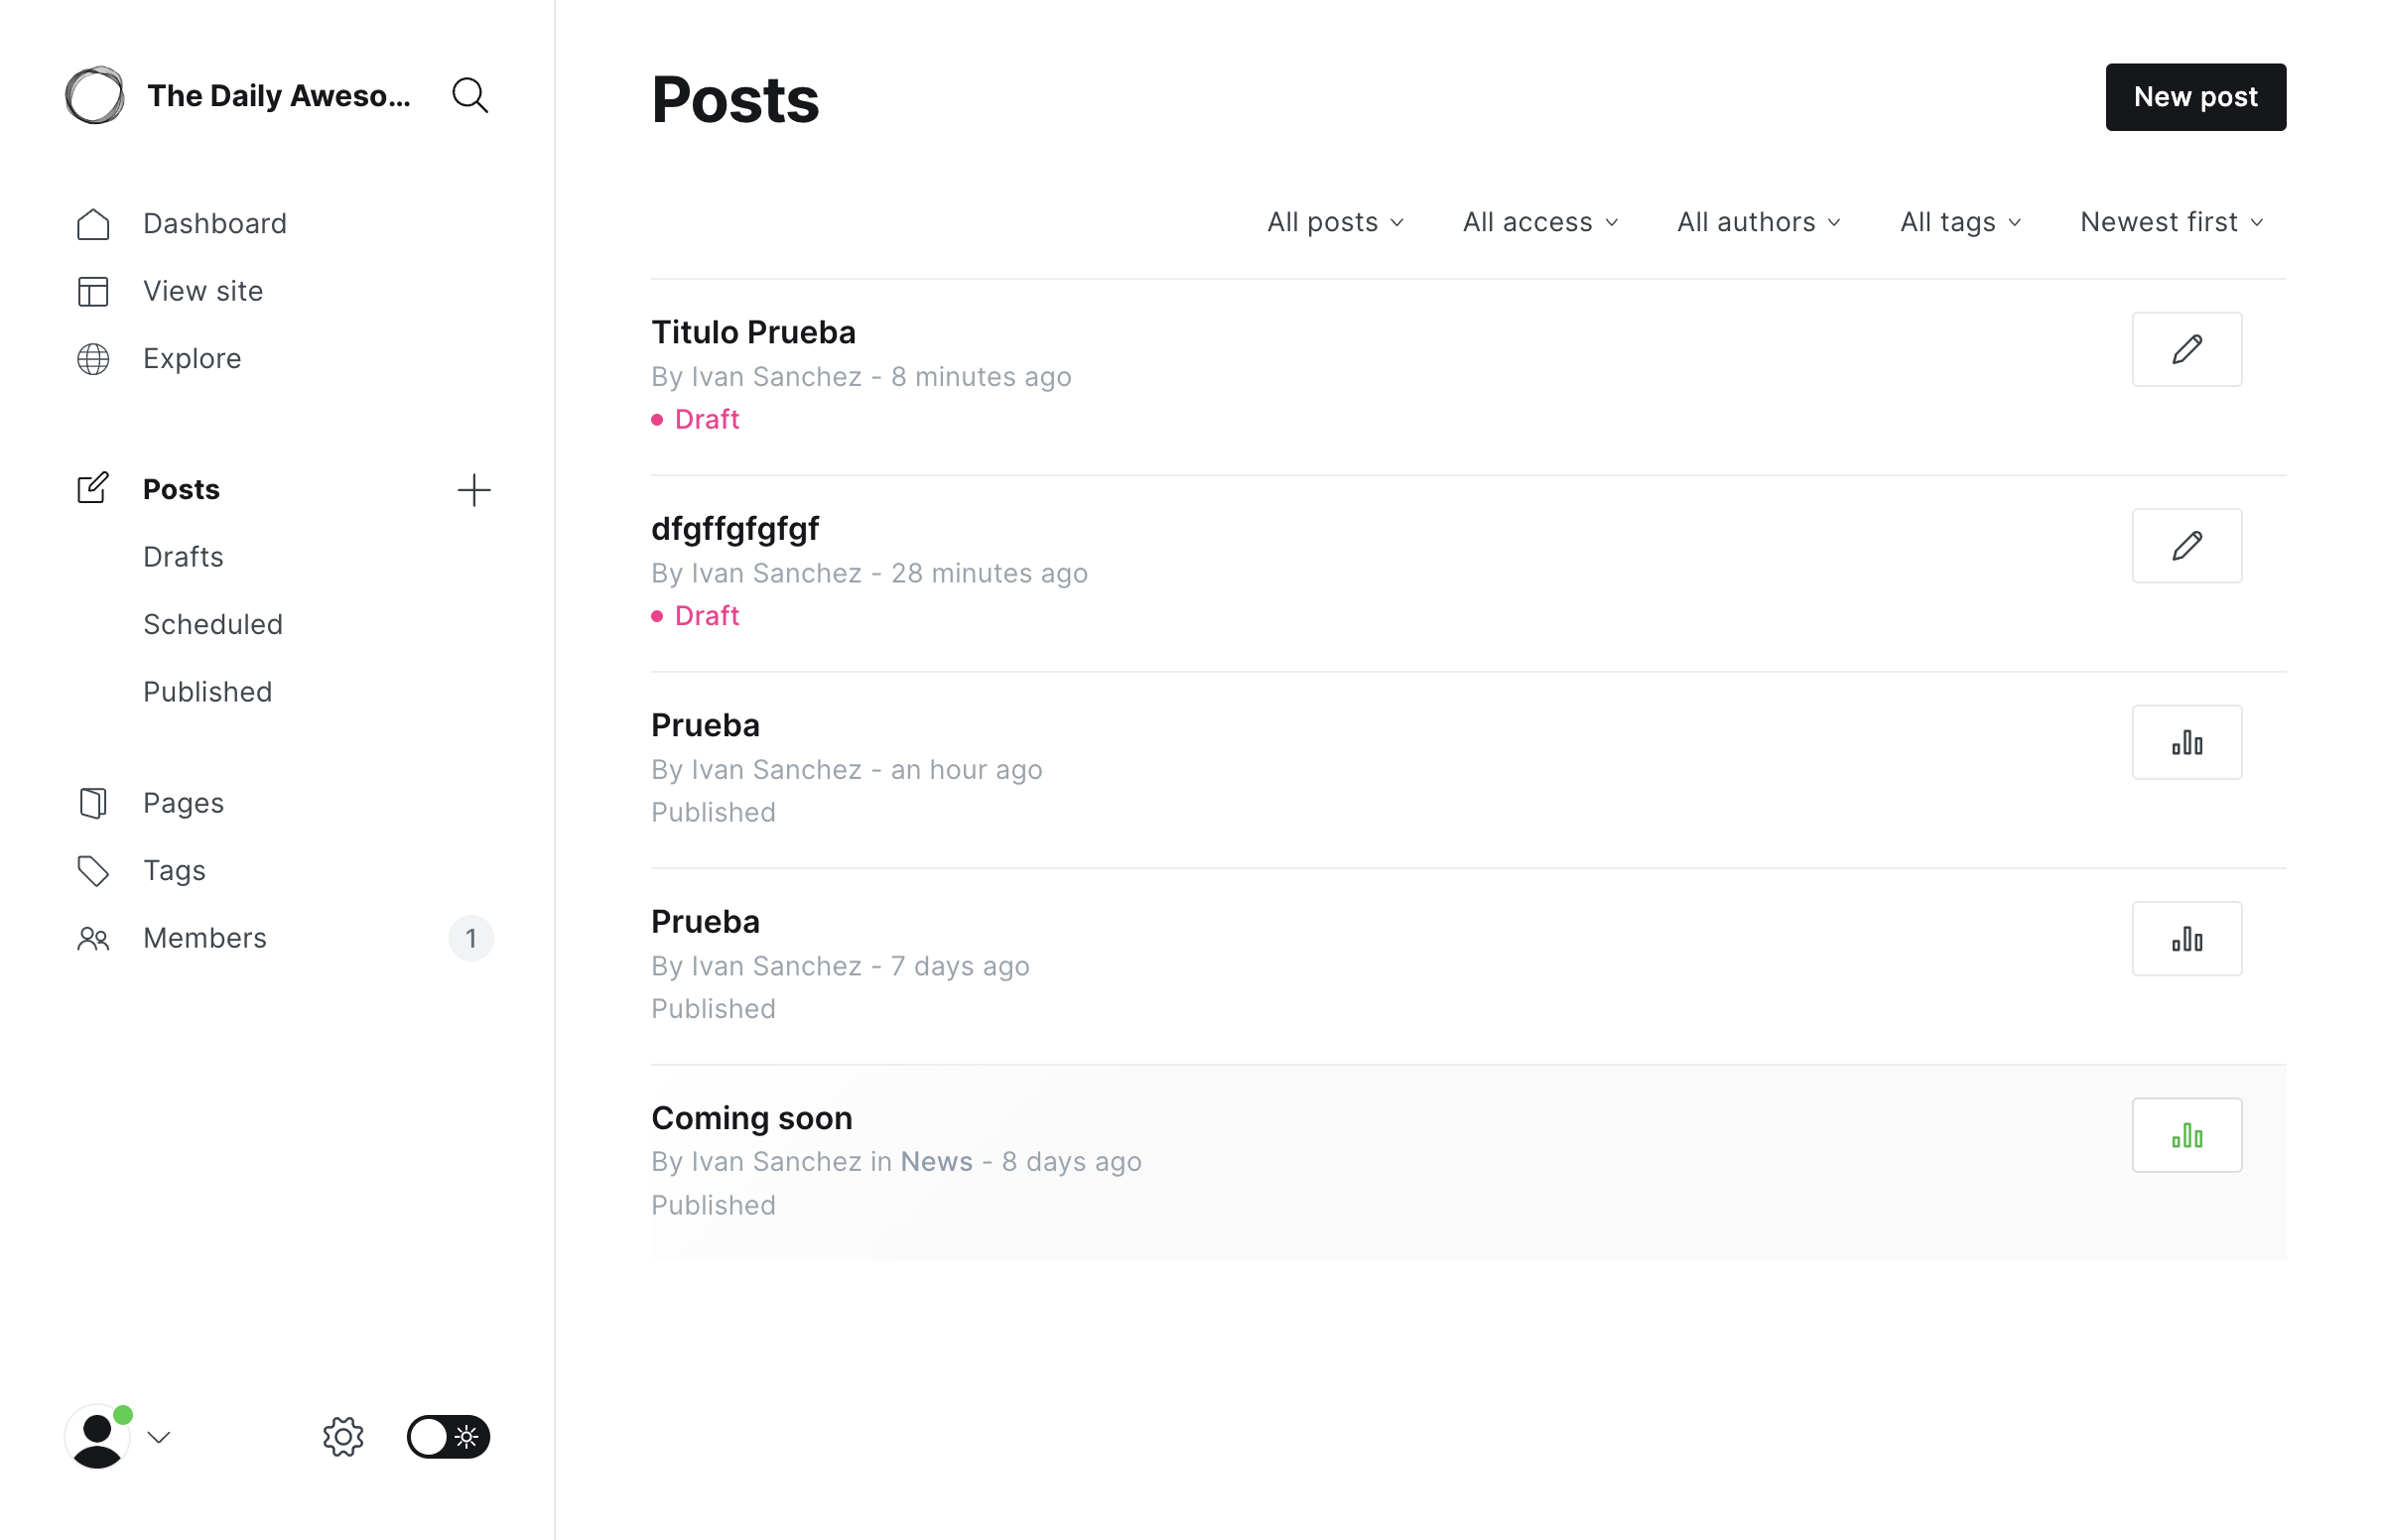 The Daily Aweso...
Dashboard
View site
Explore
Posts
Drafts
Scheduled
Published
Pages
Tags
Members 1
Posts
New post
All posts All access All authors All tags Newest first
Titulo Prueba
By Ivan Sanchez - 8 minutes ago
Draft
dfgffgfgfgf
By Ivan Sanchez - 28 minutes ago
Draft
Prueba
By Ivan Sanchez - an hour ago
Published
Prueba
By Ivan Sanchez - 7 days ago
Published
Coming soon
By Ivan Sanchez in News - 8 days ago
Published